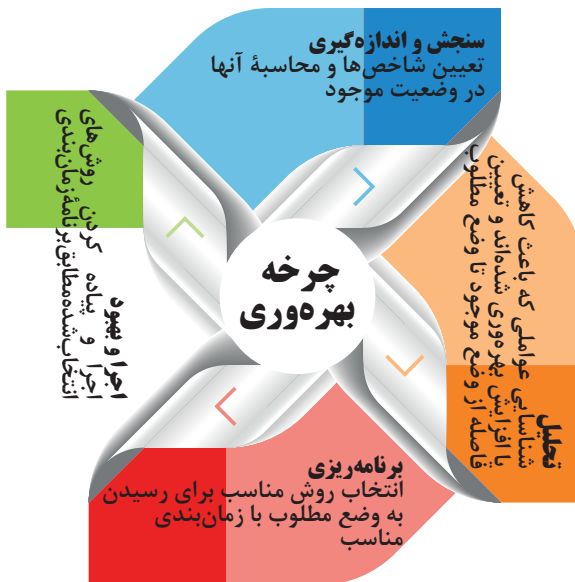 سنجش و اندازه‌گیری
تعیین شاخص‌ها و محاسبهٔ آنها
در وضعیت موجود
تحلیل
شناسایی عواملی که باعث کاهش
یا افزایش بهره‌وری شده‌اند و تعیین
فاصله از وضع موجود تا وضع مطلوب
برنامه‌ریزی
انتخاب روش مناسب برای رسیدن
به وضع مطلوب با زمان‌بندی
مناسب
اجرا و بهبود
اجرا و پیاده کردن روش‌های
انتخاب‌شده مطابق برنامهٔ زمان‌بندی
چرخه
بهره‌وری